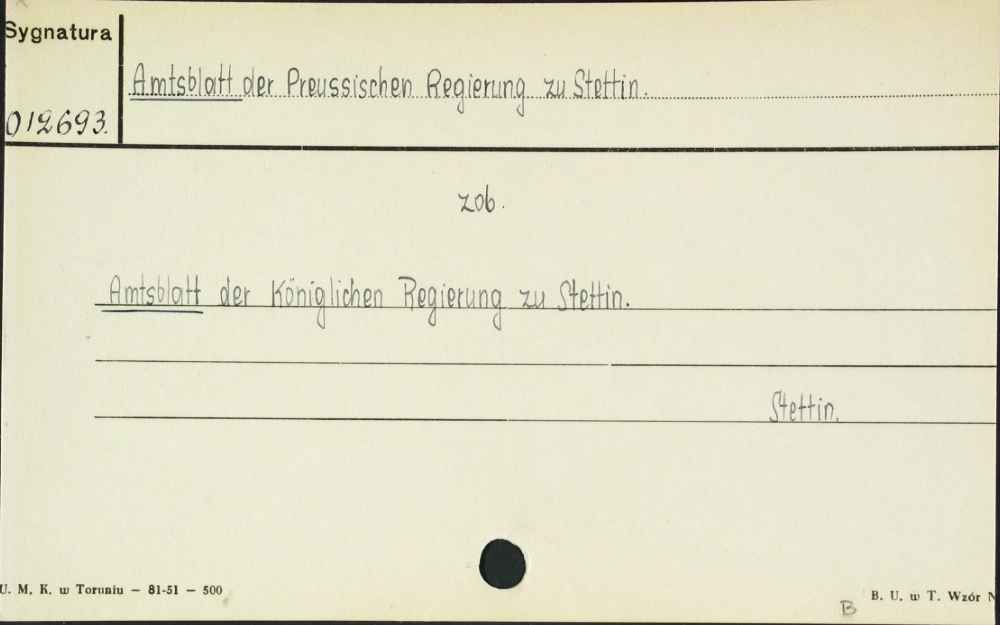 Sygnatura
Amtsblatt der Preussischen Regierung zu Stettin.
012693.
zob.
Amtsblatt der Königlichen Regierung zu Stettin.
Stettin.
U. M. K. w Toruniu — 81-51 — 500
B. U. w T. Wzór N
B